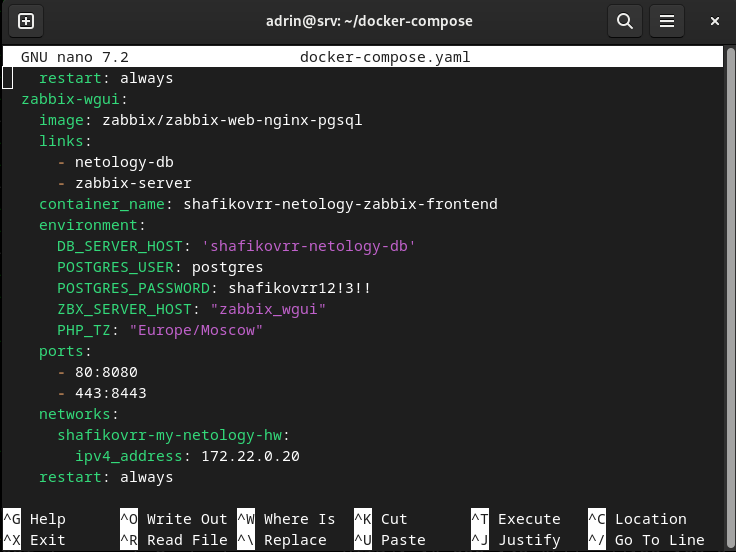 adrin@srv: ~/docker-compose
GNU nano 7.2 docker-compose.yaml
    restart: always
  zabbix-wgui:
    image: zabbix/zabbix-web-nginx-pgsql
    links:
      - netology-db
      - zabbix-server
    container_name: shafikovrr-netology-zabbix-frontend
    environment:
      DB_SERVER_HOST: 'shafikovrr-netology-db'
      POSTGRES_USER: postgres
      POSTGRES_PASSWORD: shafikovrr12!3!!
      ZBX_SERVER_HOST: "zabbix_wgui"
      PHP_TZ: "Europe/Moscow"
    ports:
      - 80:8080
      - 443:8443
    networks:
      shafikovrr-my-netology-hw:
        ipv4_address: 172.22.0.20
    restart: always
^G Help ^O Write Out ^W Where Is ^K Cut ^T Execute ^C Location
^X Exit ^R Read File ^\ Replace ^U Paste ^J Justify ^/ Go To Line